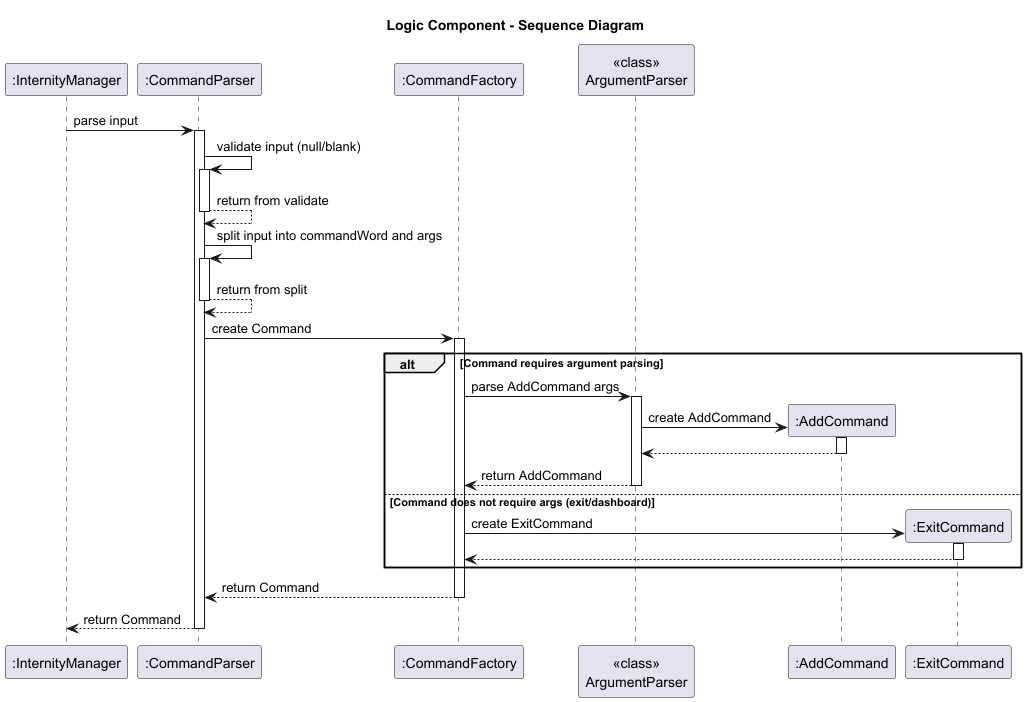 Logic Component - Sequence Diagram
:InternityManager
:CommandParser
:CommandFactory
«class»
ArgumentParser
parse input
validate input (null/blank)
return from validate
split input into commandWord and args
return from split
create Command
alt
[Command requires argument parsing]
parse AddCommand args
:AddCommand
create AddCommand
return AddCommand
[Command does not require args (exit/dashboard)]
:ExitCommand
create ExitCommand
return Command
return Command
:InternityManager
:CommandParser
:CommandFactory
«class»
ArgumentParser
:AddCommand
:ExitCommand